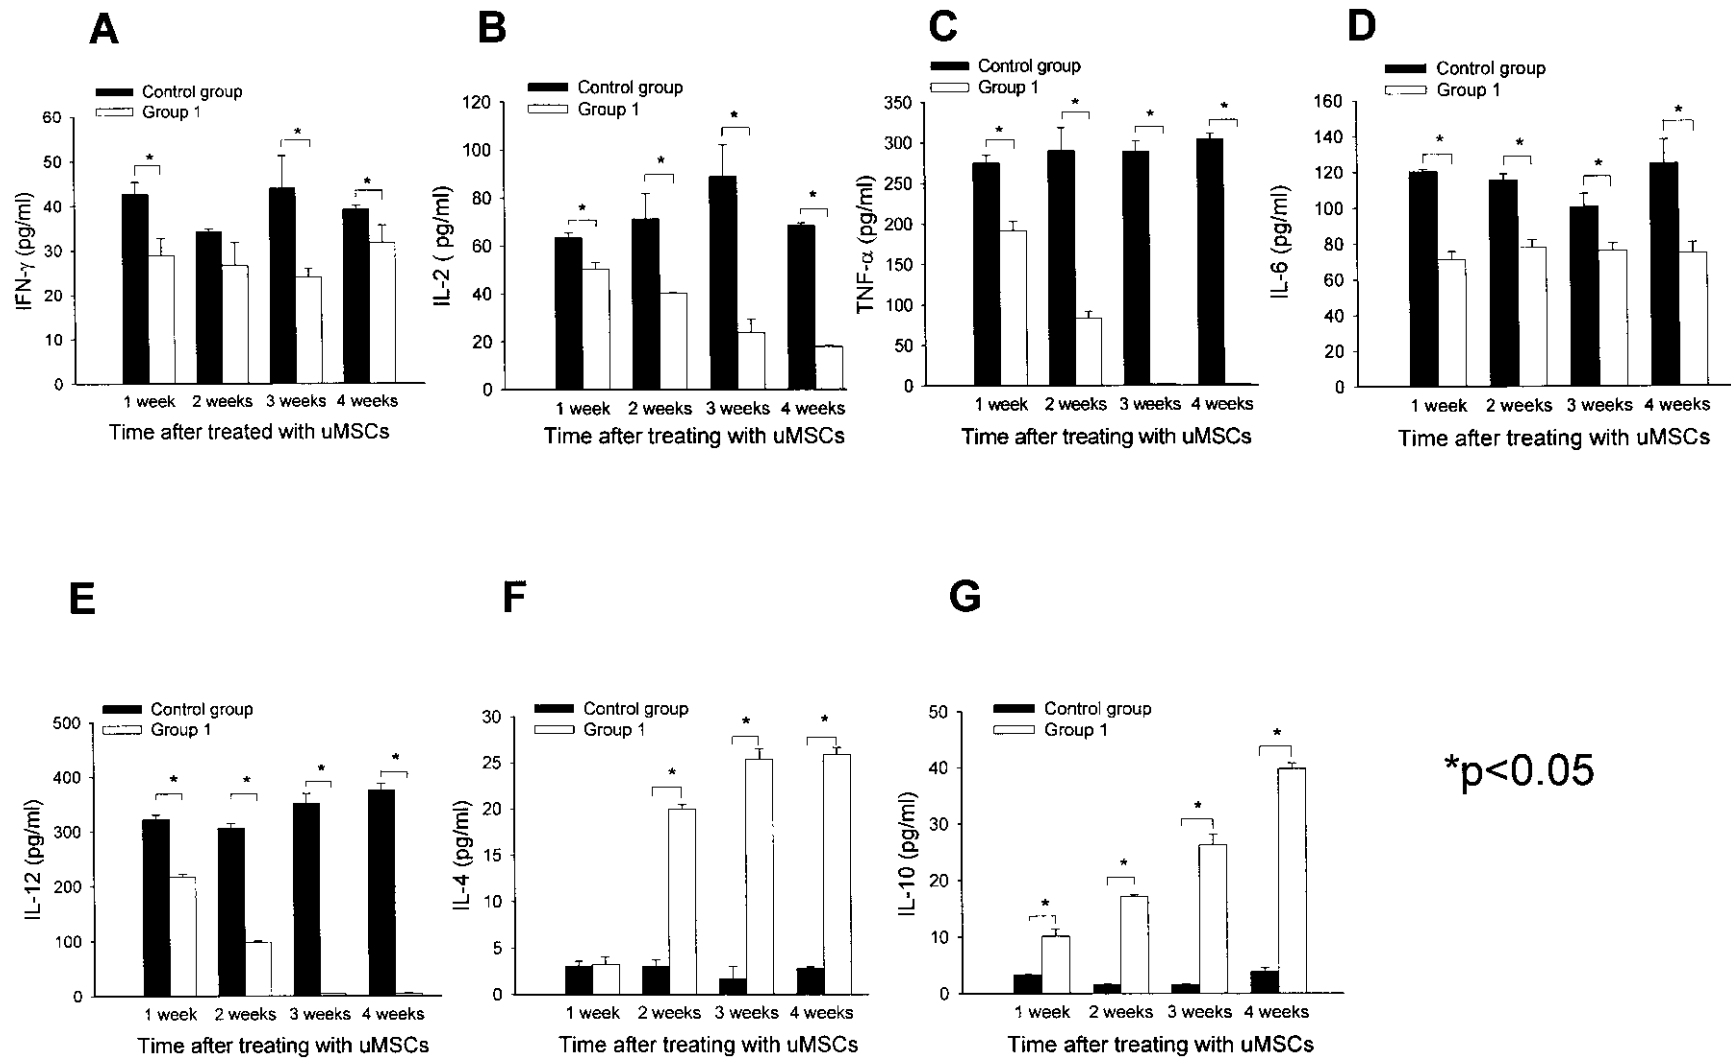 A
Control group
Group 1
IFN-γ (pg/ml)
60
50
40
30
20
10
0
*
*
*
1 week 2 weeks 3 weeks 4 weeks
Time after treated with uMSCs
B
Control group
Group 1
IL-2 ( pg/ml)
120
100
80
60
40
20
0
*
*
*
*
1 week 2 weeks 3 weeks 4 weeks
Time after treating with uMSCs
C
Control group
Group 1
TNF-α (pg/ml)
350
300
250
200
150
100
50
0
*
*
*
*
1 week 2 weeks 3 weeks 4 weeks
Time after treating with uMSCs
D
Control group
Group 1
IL-6 (pg/ml)
160
140
120
100
80
60
40
20
0
*
*
*
*
1 week 2 weeks 3 weeks 4 weeks
Time after treating with uMSCs
E
Control group
Group 1
IL-12 (pg/ml)
500
400
300
200
100
0
*
*
*
*
1 week 2 weeks 3 weeks 4 weeks
Time after treating with uMSCs
F
Control group
Group 1
IL-4 (pg/ml)
30
25
20
15
10
5
0
*
*
*
1 week 2 weeks 3 weeks 4 weeks
Time after treating with uMSCs
G
Control group
Group 1
IL-10 (pg/ml)
50
40
30
20
10
0
*
*
*
*
1 week 2 weeks 3 weeks 4 weeks
Time after treating with uMSCs
*p<0.05